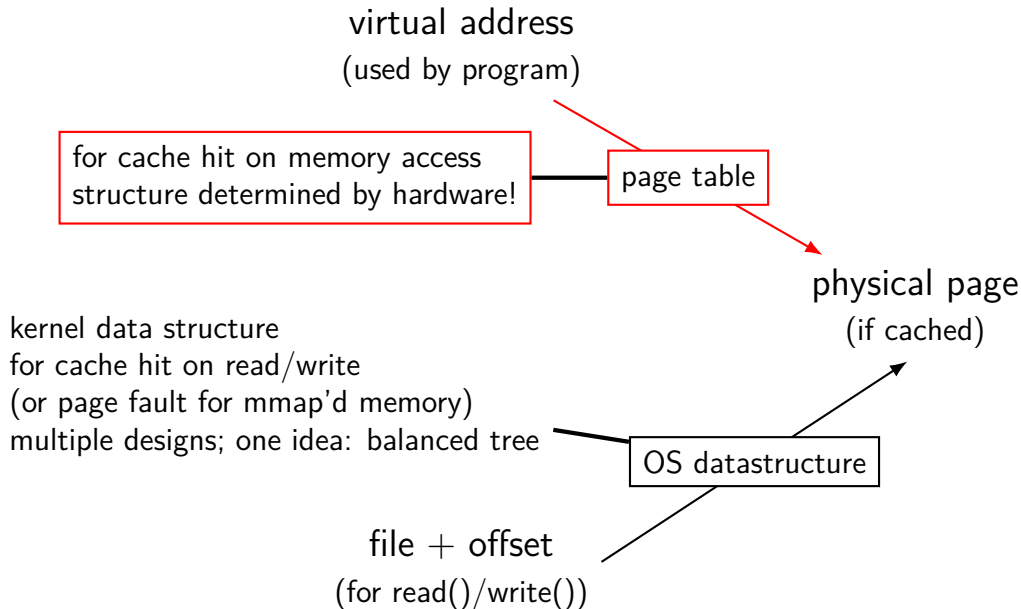 virtual address
(used by program)
for cache hit on memory access
structure determined by hardware!
page table
physical page
(if cached)
kernel data structure
for cache hit on read/write
(or page fault for mmap'd memory)
multiple designs; one idea: balanced tree
OS datastructure
file + offset
(for read()/write())